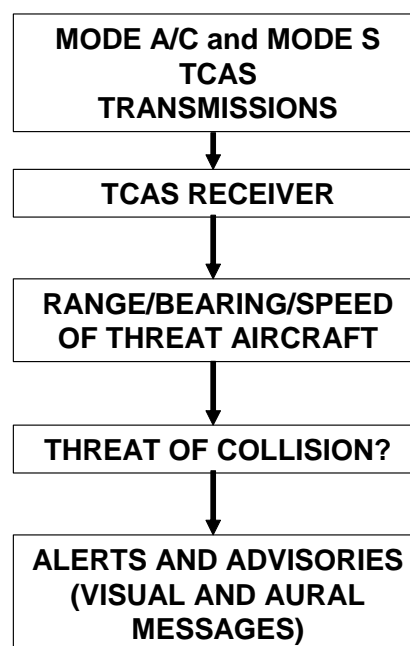 MODE A/C and MODE S
TCAS
TRANSMISSIONS
TCAS RECEIVER
RANGE/BEARING/SPEED
OF THREAT AIRCRAFT
THREAT OF COLLISION?
ALERTS AND ADVISORIES
(VISUAL AND AURAL
MESSAGES)